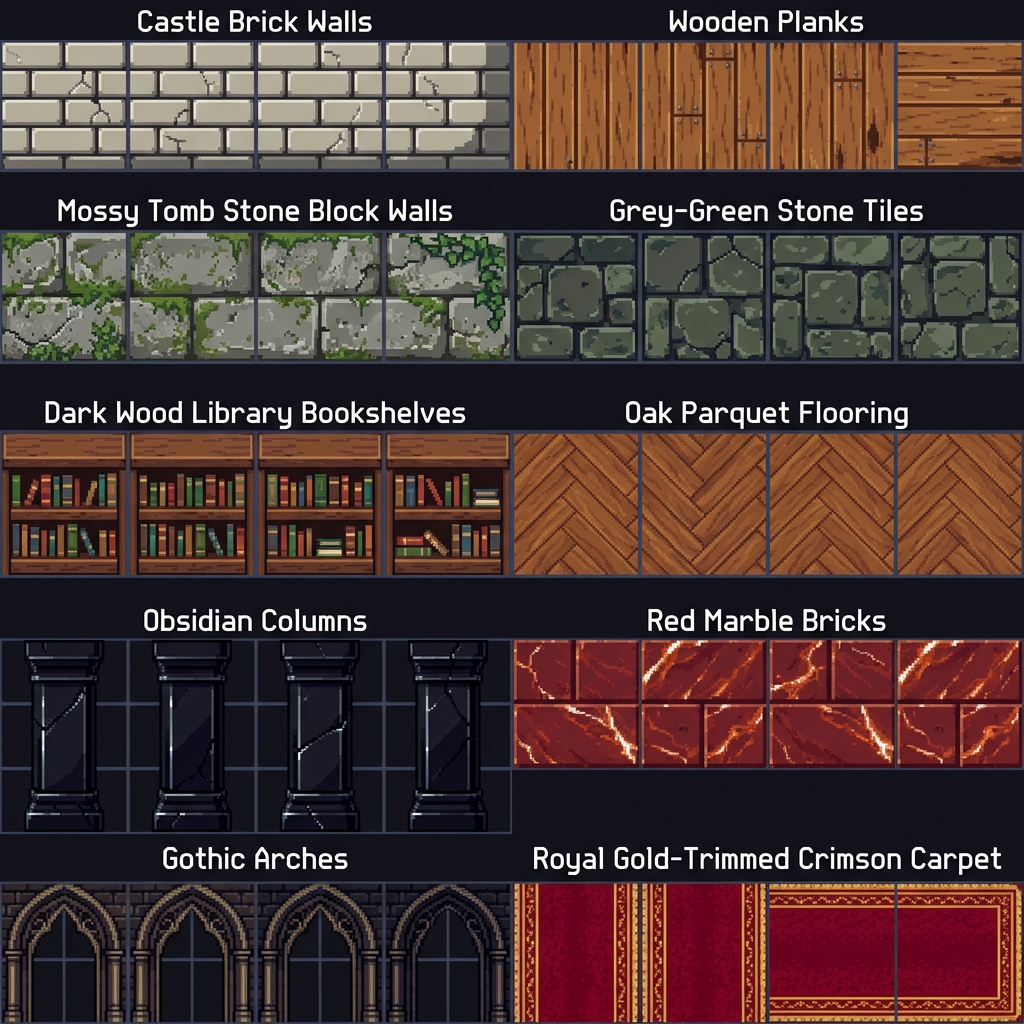 Castle Brick Walls
Wooden Planks
Mossy Tomb Stone Block Walls
Grey-Green Stone Tiles
Dark Wood Library Bookshelves
Oak Parquet Flooring
Obsidian Columns
Red Marble Bricks
Gothic Arches
Royal Gold-Trimmed Crimson Carpet